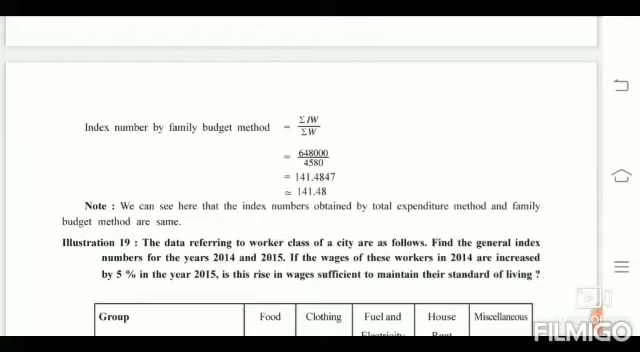 Index number by family budget method = ΣIW / ΣW
= 648000 / 4580
= 141.4847
≃ 141.48
Note : We can see here that the index numbers obtained by total expenditure method and family
budget method are same.
Illustration 19 : The data referring to worker class of a city are as follows. Find the general index
numbers for the years 2014 and 2015. If the wages of these workers in 2014 are increased
by 5 % in the year 2015, is this rise in wages sufficient to maintain their standard of living ?
Group Food Clothing Fuel and House Miscellaneous
Electricity Rent
FILMIGO